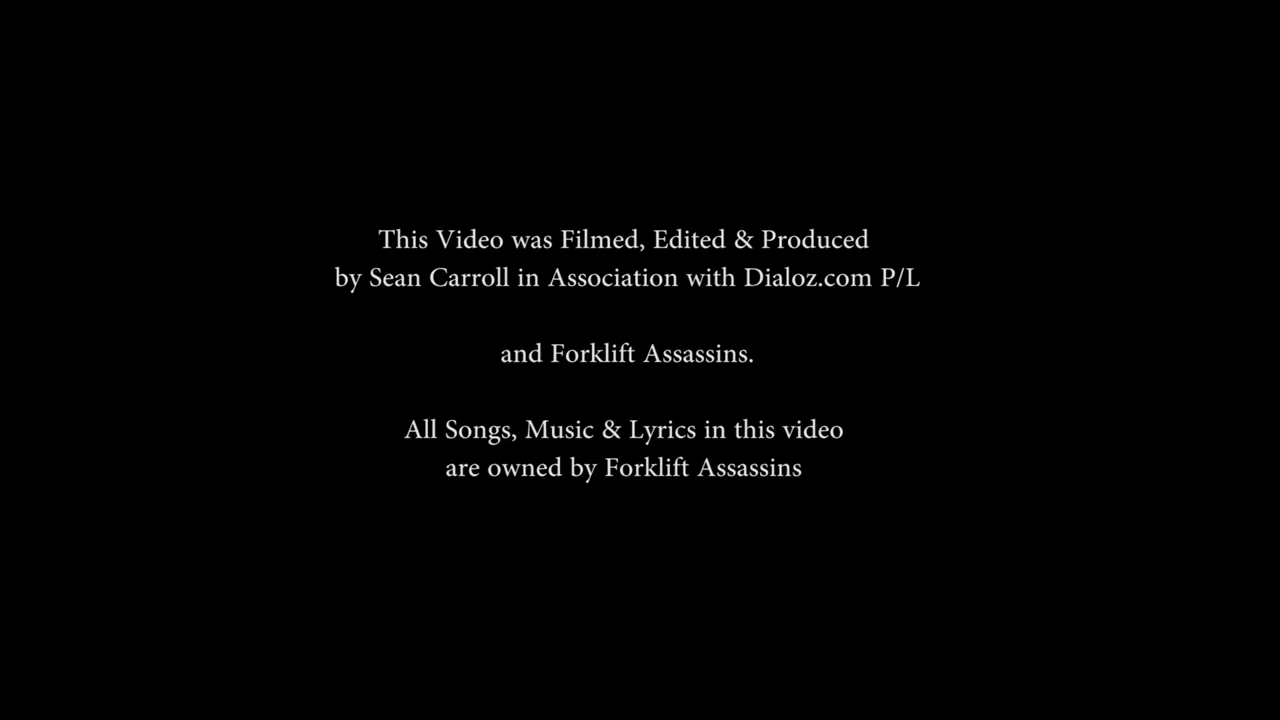 This Video was Filmed, Edited & Produced
by Sean Carroll in Association with Dialoz.com P/L
and Forklift Assassins.
All Songs, Music & Lyrics in this video
are owned by Forklift Assassins